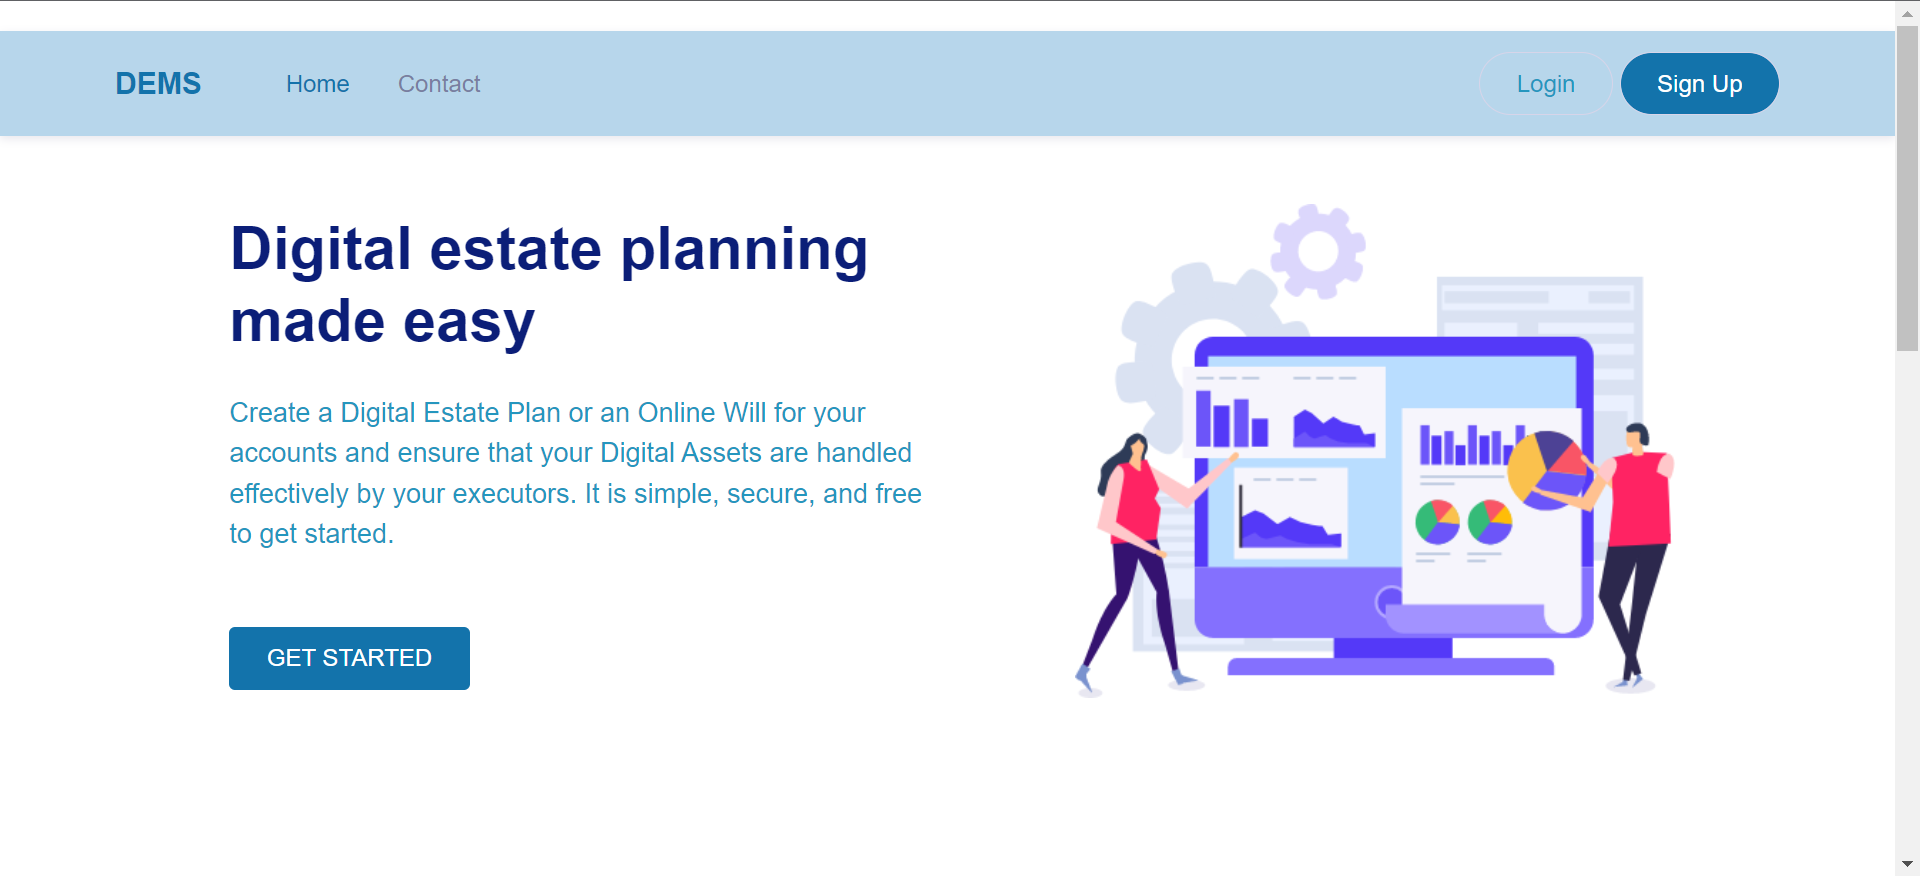 DEMS Home Contact Login Sign Up
Digital estate planning
made easy
Create a Digital Estate Plan or an Online Will for your
accounts and ensure that your Digital Assets are handled
effectively by your executors. It is simple, secure, and free
to get started.
GET STARTED